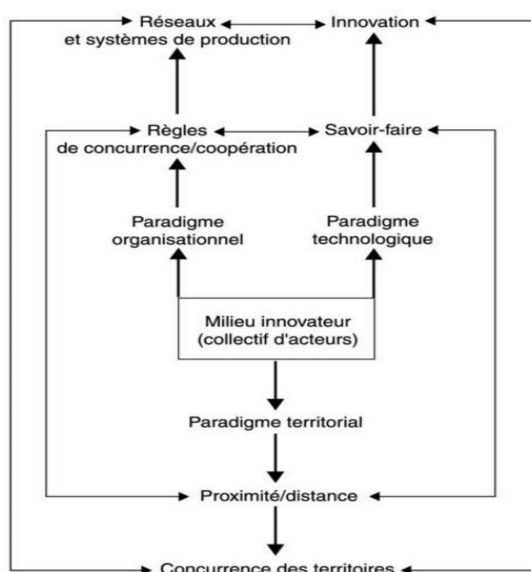 Réseaux
et systèmes de production
Innovation
Règles
de concurrence/coopération
Savoir-faire
Paradigme
organisationnel
Paradigme
technologique
Milieu innovateur
(collectif d'acteurs)
Paradigme territorial
Proximité/distance
Concurrence des territoires